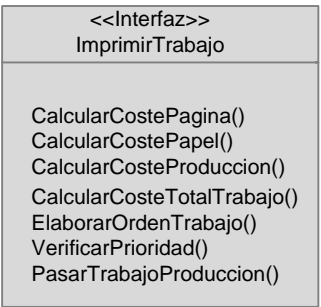 <<Interfaz>>
ImprimirTrabajo
CalcularCostePagina()
CalcularCostePapel()
CalcularCosteProduccion()
CalcularCosteTotalTrabajo()
ElaborarOrdenTrabajo()
VerificarPrioridad()
PasarTrabajoProduccion()